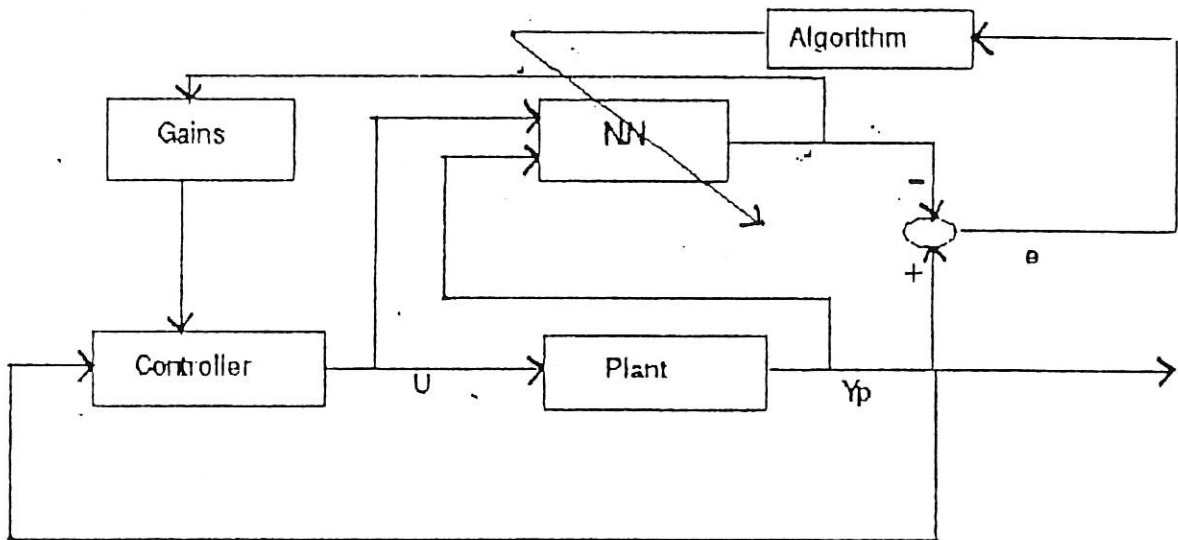 Algorithm
Gains
NN
-
+
e
Controller
U
Plant
Yp